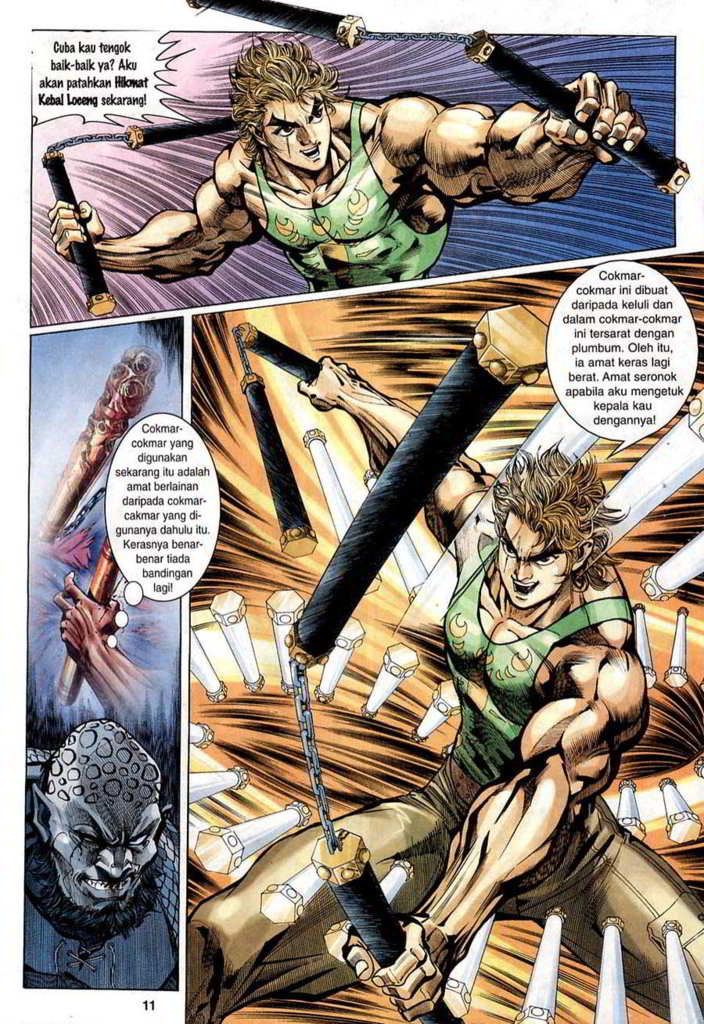 Cuba kau tengok
baik-baik ya? Aku
akan patahkan Hikmat
Kebal Loceng sekarang!
Cokmar-
cokmar ini dibuat
daripada keluli dan
dalam cokmar-cokmar
ini tersarat dengan
plumbum. Oleh itu,
ia amat keras lagi
berat. Amat seronok
apabila aku mengetuk
kepala kau
dengannya!
Cokmar-
cokmar yang
digunakan
sekarang itu adalah
amat berlainan
daripada cokmar-
cakmar yang di-
gunanya dahulu itu.
Kerasnya benar-
benar tiada
bandingan
lagi!
11